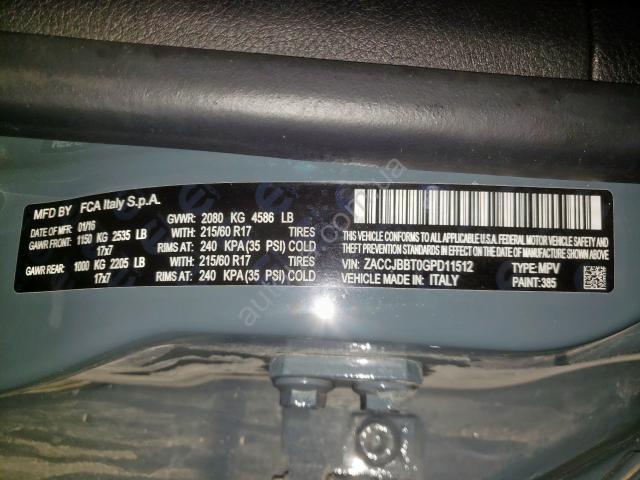 MFD BY FCA Italy S.p.A.
DATE OF MFR 01/16 GVWR: 2080 KG 4586 LB
GAWR FRONT: 1150 KG 2535 LB WITH 215/60 R17 TIRES
17x7 RIMS AT: 240 KPA(35 PSI) COLD
GAWR REAR: 1000 KG 2205 LB WITH 215/60 R17 TIRES
17x7 RIMS AT: 240 KPA(35 PSI) COLD
THIS VEHICLE CONFORMS TO ALL APPLICABLE U.S.A. FEDERAL MOTOR VEHICLE SAFETY, BUMPER AND
THEFT PREVENTION STANDARDS IN EFFECT ON THE DATE OF MANUFACTURE SHOWN ABOVE.
VIN: ZACCJBBT0GPD11512 TYPE: MPV
VEHICLE MADE IN ITALY PAINT: 385